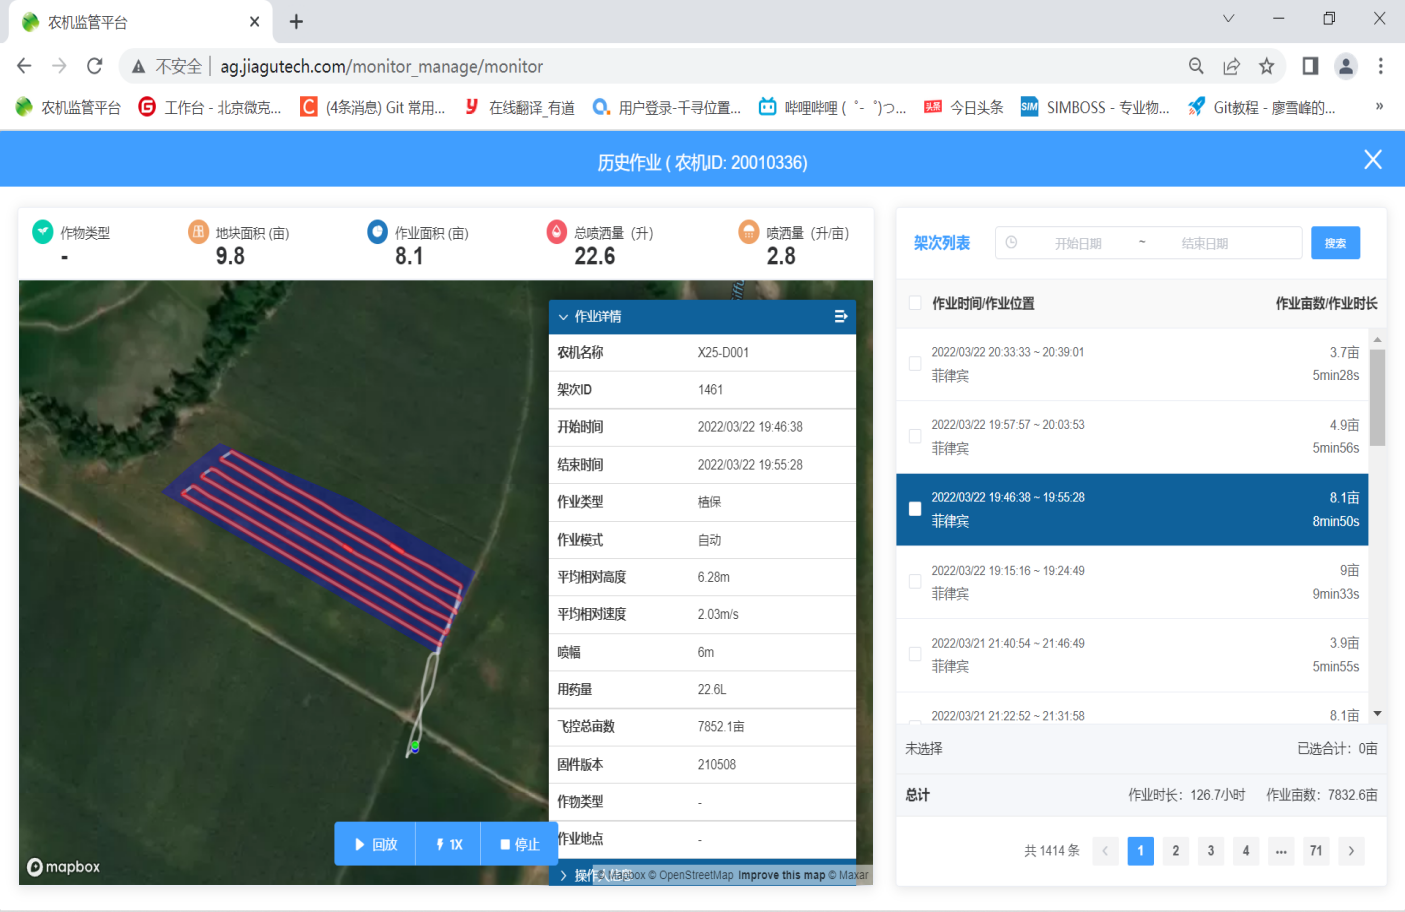 农机监管平台
不安全 ag.jiagutech.com/monitor_manage/monitor
农机监管平台 工作台 - 北京微克... (4条消息) Git 常用... 在线翻译_有道 用户登录-千寻位置... 哔哩哔哩 ( ゜- ゜)つ... 今日头条 SIMBOSS - 专业物... Git教程 - 廖雪峰的... »
历史作业 ( 农机ID: 20010336)
作物类型 地块面积 (亩) 作业面积 (亩) 总喷洒量 (升) 喷洒量 (升/亩)
- 9.8 8.1 22.6 2.8
作业详情
农机名称 X25-D001
架次ID 1461
开始时间 2022/03/22 19:46:38
结束时间 2022/03/22 19:55:28
作业类型 植保
作业模式 自动
平均相对高度 6.28m
平均相对速度 2.03m/s
喷幅 6m
用药量 22.6L
飞控总亩数 7852.1亩
固件版本 210508
作物类型 -
作业地点 -
回放 1X 停止
mapbox
© Mapbox © OpenStreetMap Improve this map © Maxar
架次列表 开始日期 ~ 结束日期 搜索
作业时间/作业位置 作业亩数/作业时长
2022/03/22 20:33:33 ~ 20:39:01 3.7亩
菲律宾 5min28s
2022/03/22 19:57:57 ~ 20:03:53 4.9亩
菲律宾 5min56s
2022/03/22 19:46:38 ~ 19:55:28 8.1亩
菲律宾 8min50s
2022/03/22 19:15:16 ~ 19:24:49 9亩
菲律宾 9min33s
2022/03/21 21:40:54 ~ 21:46:49 3.9亩
菲律宾 5min55s
2022/03/21 21:22:52 ~ 21:31:58 8.1亩
未选择 已选合计：0亩
总计 作业时长：126.7小时 作业亩数：7832.6亩
共 1414 条 1 2 3 4 ... 71